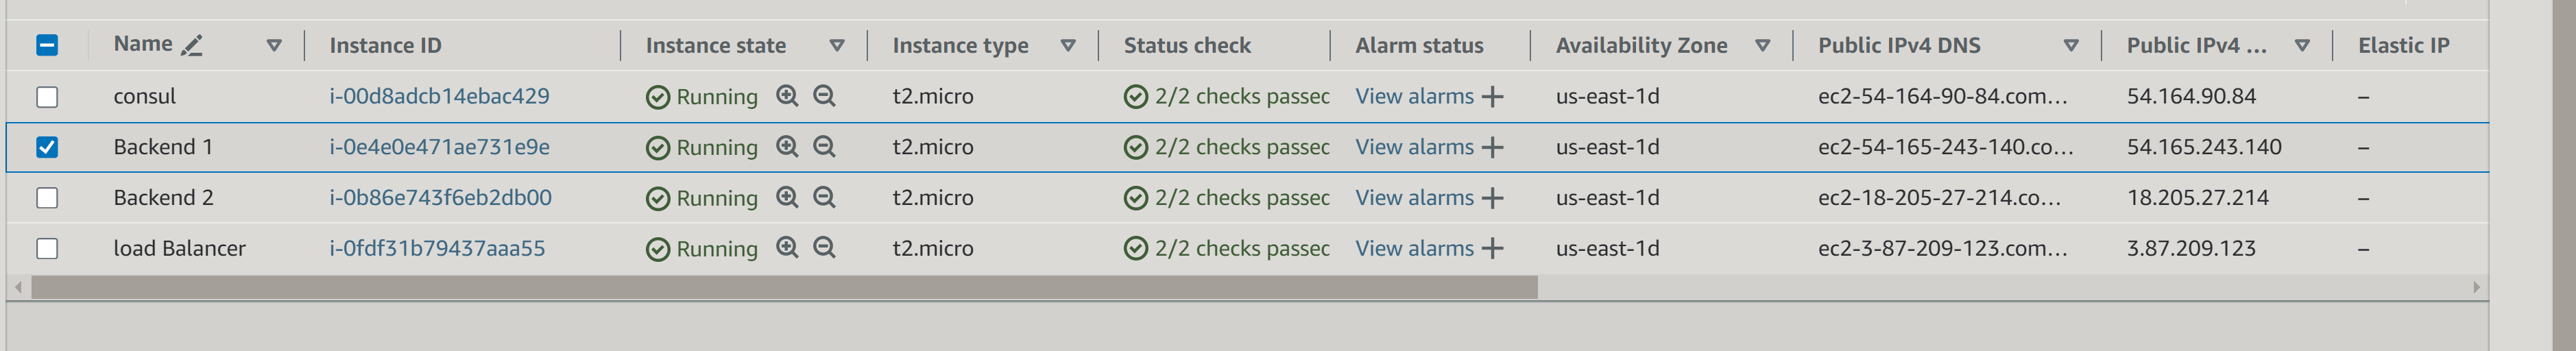 Name Instance ID Instance state Instance type Status check Alarm status Availability Zone Public IPv4 DNS Public IPv4 ... Elastic IP
consul i-00d8adcb14ebac429 Running t2.micro 2/2 checks passec View alarms + us-east-1d ec2-54-164-90-84.com... 54.164.90.84 –
Backend 1 i-0e4e0e471ae731e9e Running t2.micro 2/2 checks passec View alarms + us-east-1d ec2-54-165-243-140.co... 54.165.243.140 –
Backend 2 i-0b86e743f6eb2db00 Running t2.micro 2/2 checks passec View alarms + us-east-1d ec2-18-205-27-214.co... 18.205.27.214 –
load Balancer i-0fdf31b79437aaa55 Running t2.micro 2/2 checks passec View alarms + us-east-1d ec2-3-87-209-123.com... 3.87.209.123 –